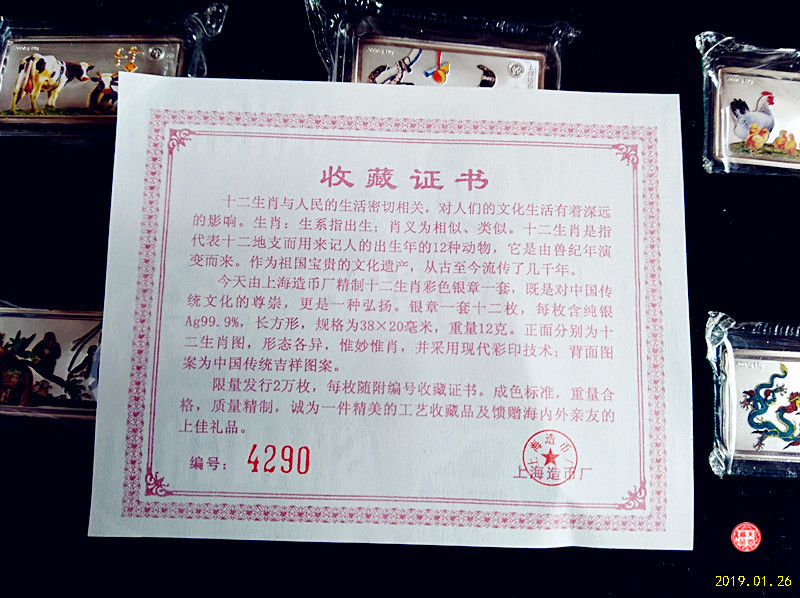 收藏证书
十二生肖与人民的生活密切相关，对人们的文化生活有着深远
的影响。生肖：生系指出生；肖义为相似、类似。十二生肖是指
代表十二地支而用来记人的出生年的12种动物，它是由兽纪年演
变而来。作为祖国宝贵的文化遗产，从古至今流传了几千年。
今天由上海造币厂精制十二生肖彩色银章一套，既是对中国传
统文化的尊崇，更是一种弘扬。银章一套十二枚，每枚含纯银
Ag99.9%，长方形，规格为38×20毫米，重量12克。正面分别为十
二生肖图，形态各异，惟妙惟肖，并采用现代彩印技术；背面图
案为中国传统吉祥图案。
限量发行2万枚，每枚随附编号收藏证书。成色标准，重量合
格，质量精制，诚为一件精美的工艺收藏品及馈赠海内外亲友的
上佳礼品。
编号：4290
上海造币厂
上海造币厂
2019.01.26